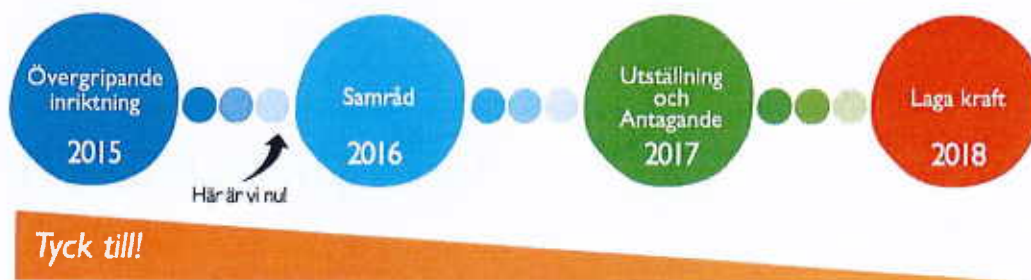 Övergripande
inriktning
2015
Här är vi nu!
Samråd
2016
Utställning
och
Antagande
2017
Laga kraft
2018
Tyck till!